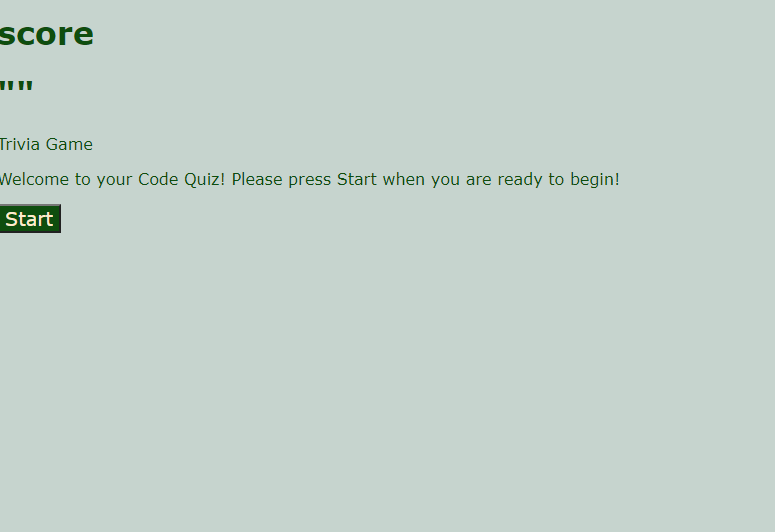 score
""
Trivia Game
Welcome to your Code Quiz! Please press Start when you are ready to begin!
Start